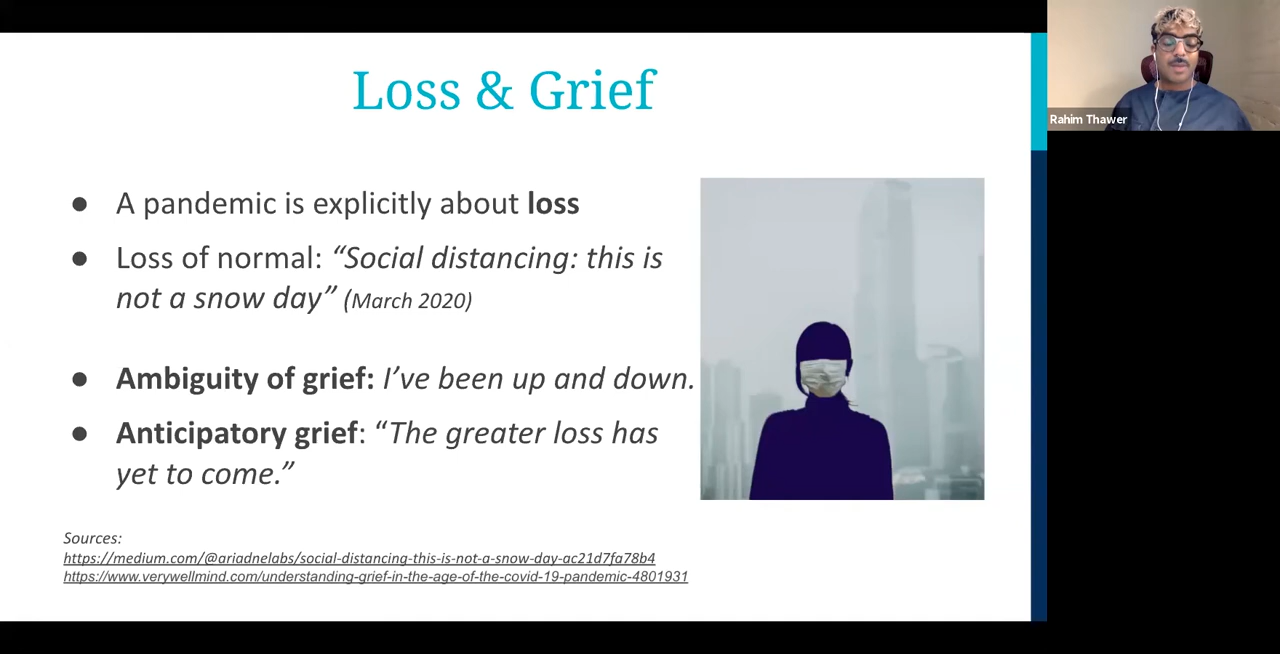 Loss & Grief
● A pandemic is explicitly about loss
● Loss of normal: “Social distancing: this is
not a snow day” (March 2020)
● Ambiguity of grief: I’ve been up and down.
● Anticipatory grief: “The greater loss has
yet to come.”
Sources:
https://medium.com/@ariadnelabs/social-distancing-this-is-not-a-snow-day-ac21d7fa78b4
https://www.verywellmind.com/understanding-grief-in-the-age-of-the-covid-19-pandemic-4801931
Rahim Thawer